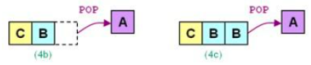 POP
C B A
(4b)
POP
C B B A
(4c)